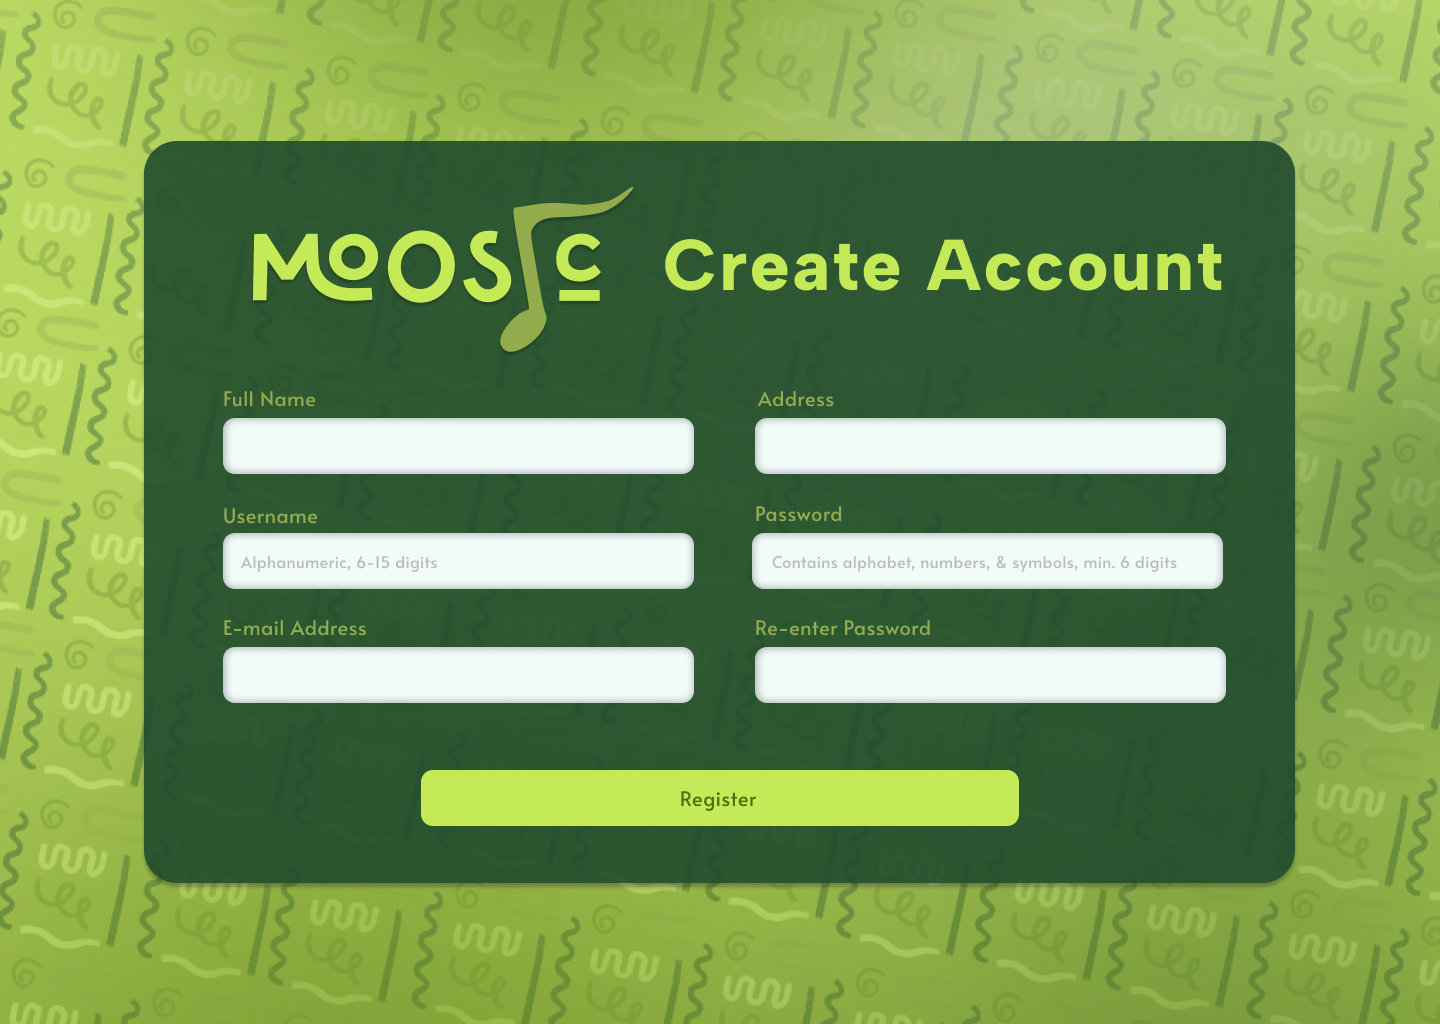 MOOSIC
Create Account
Full Name
Address
Username
Password
Alphanumeric, 6-15 digits
Contains alphabet, numbers, & symbols, min. 6 digits
E-mail Address
Re-enter Password
Register